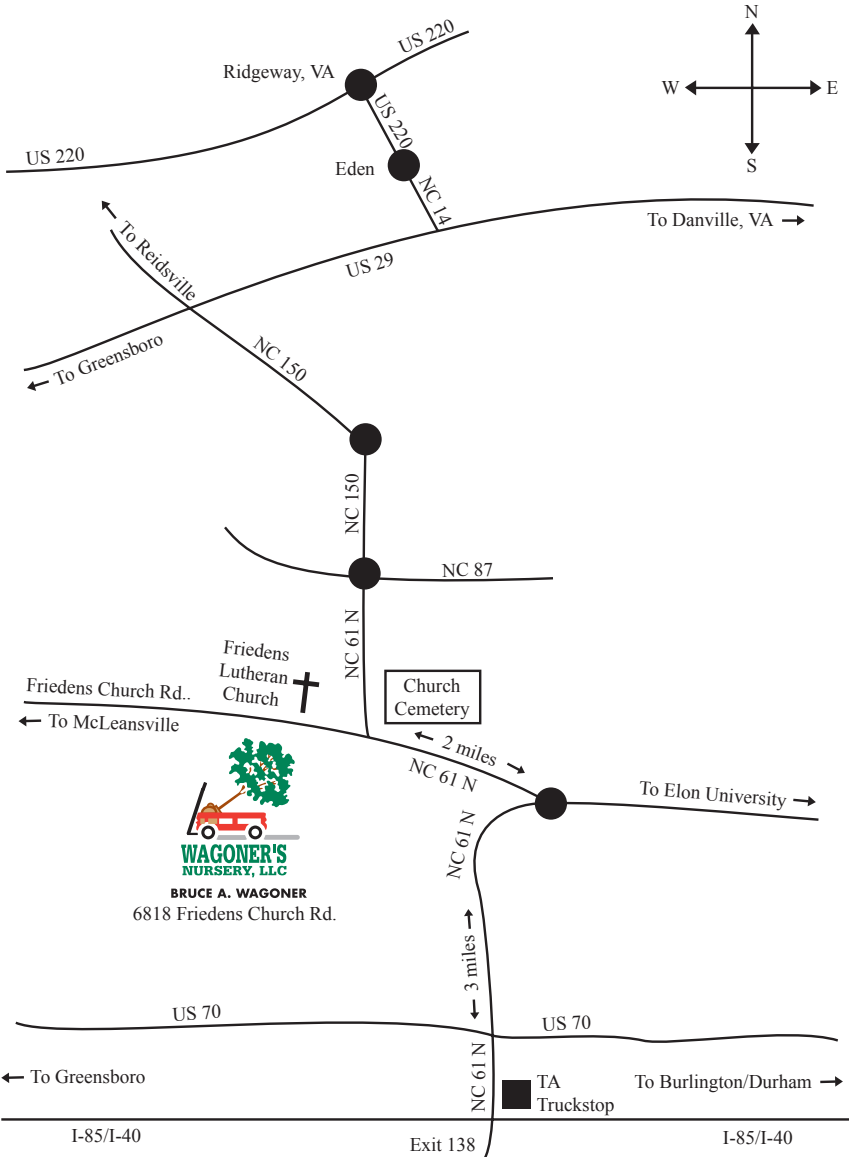 N
US 220
Ridgeway, VA
W
E
US 220
US 220
S
Eden
NC 14
To Danville, VA
To Reidsville
US 29
To Greensboro
NC 150
NC 150
NC 87
NC 61 N
Friedens
Lutheran
Church
Church
Cemetery
Friedens Church Rd..
To McLeansville
2 miles
NC 61 N
To Elon University
NC 61 N
WAGONER'S
NURSERY, LLC
BRUCE A. WAGONER
6818 Friedens Church Rd.
3 miles
US 70
US 70
NC 61 N
To Greensboro
TA
Truckstop
To Burlington/Durham
I-85/I-40
Exit 138
I-85/I-40